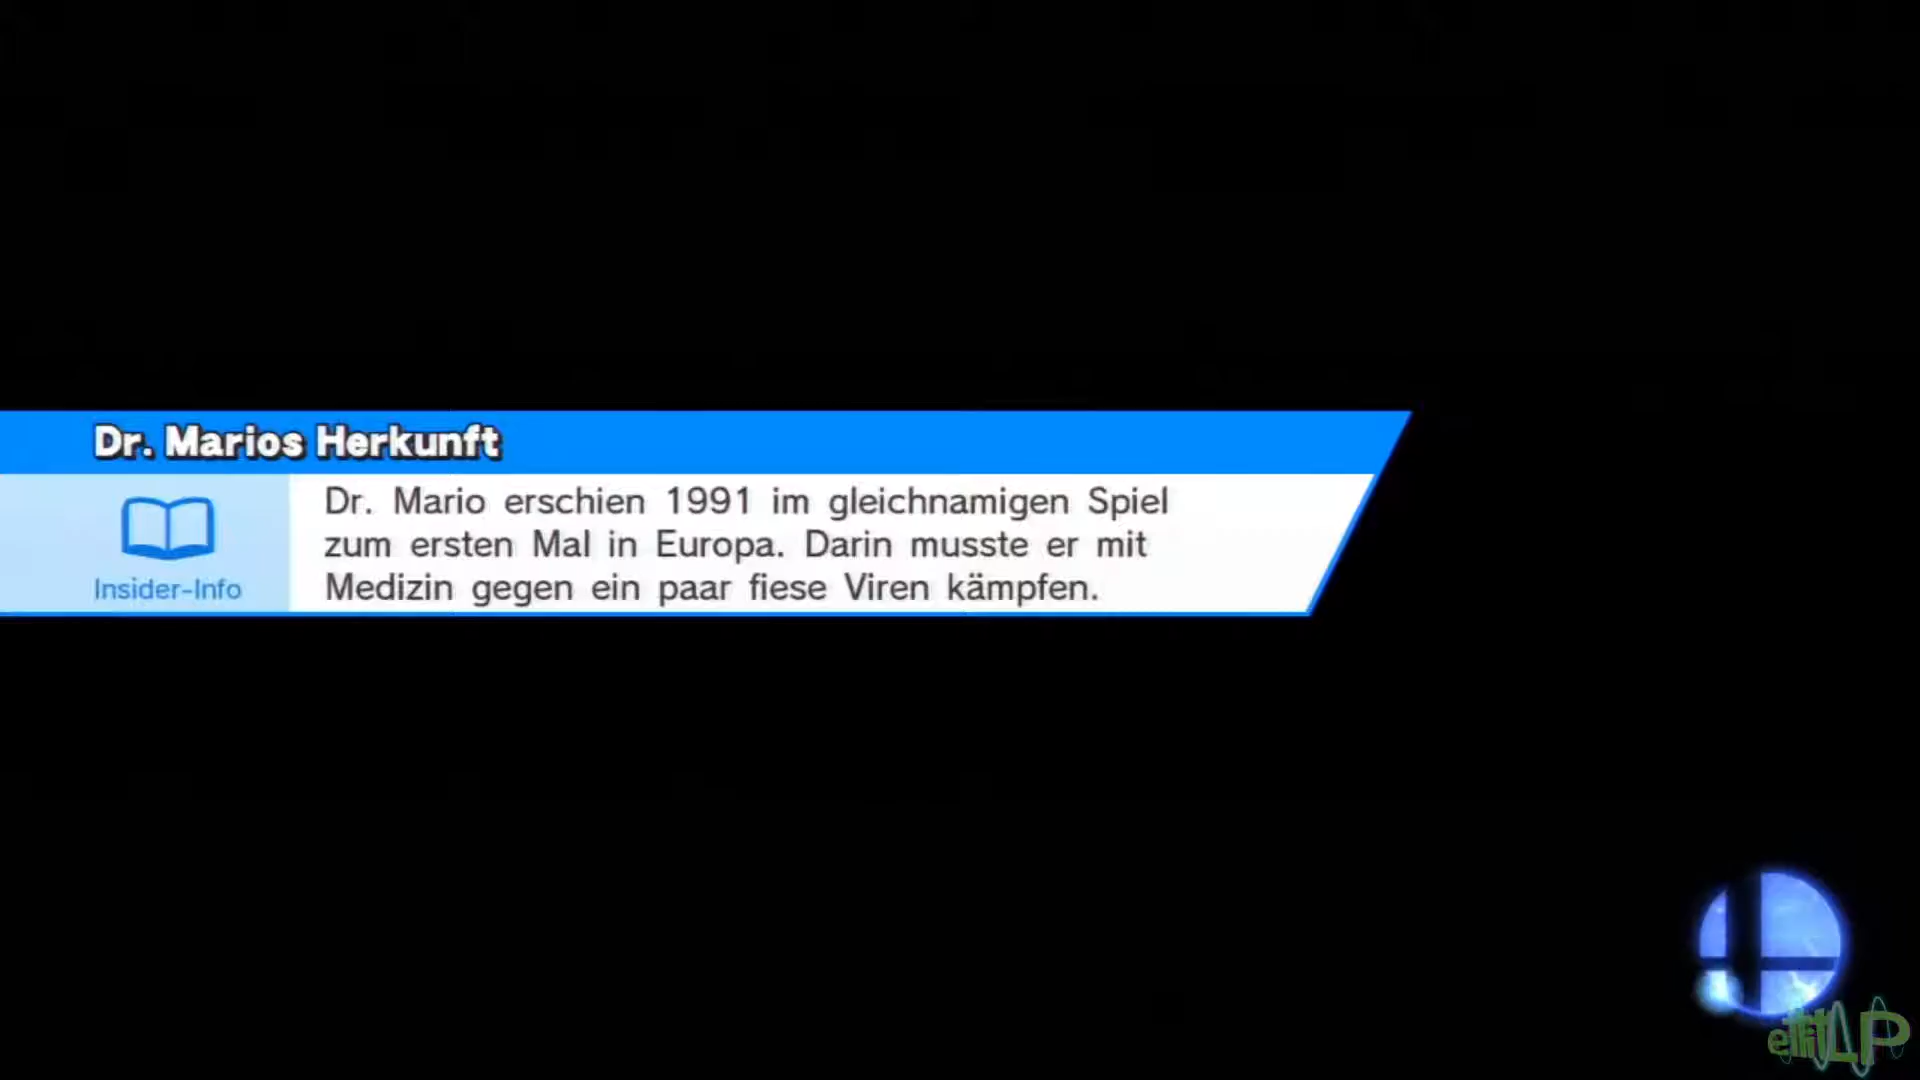 Dr. Marios Herkunft
Insider-Info
Dr. Mario erschien 1991 im gleichnamigen Spiel
zum ersten Mal in Europa. Darin musste er mit
Medizin gegen ein paar fiese Viren kämpfen.